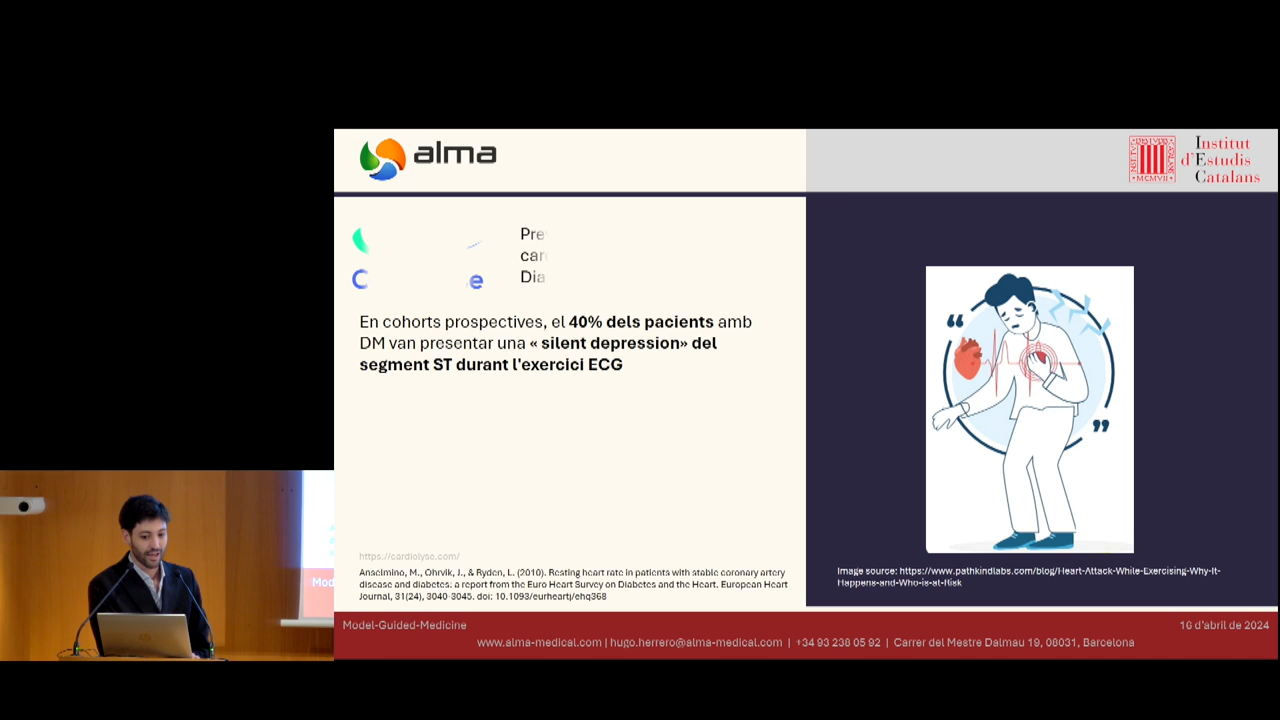 alma
Institut
d'Estudis
Catalans
MCMVII
En cohorts prospectives, el 40% dels pacients amb
DM van presentar una « silent depression» del
segment ST durant l'exercici ECG
https://cardiolyse.com/
Anselmino, M., Ohrvik, J., & Ryden, L. (2010). Resting heart rate in patients with stable coronary artery
disease and diabetes: a report from the Euro Heart Survey on Diabetes and the Heart. European Heart
Journal, 31(24), 3040-3045. doi: 10.1093/eurheartj/ehq368
Image source: https://www.pathkindlabs.com/blog/Heart-Attack-While-Exercising-Why-It-
Happens-and-Who-is-at-Risk
Model-Guided-Medicine
16 d'abril de 2024
www.alma-medical.com | hugo.herrero@alma-medical.com | +34 93 238 05 92 | Carrer del Mestre Dalmau 19, 08031, Barcelona